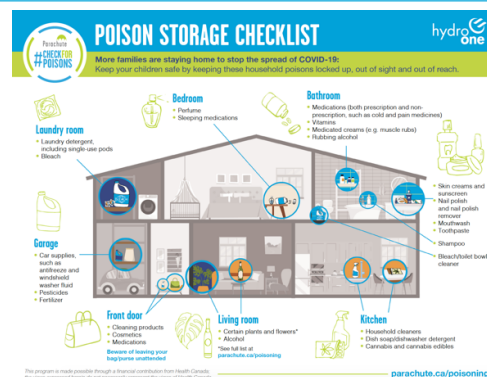 Parachute
#CHECKFOR
POISONS
POISON STORAGE CHECKLIST
hydro
one
More families are staying home to stop the spread of COVID-19:
Keep your children safe by keeping these household poisons locked up, out of sight and out of reach.
Laundry room
• Laundry detergent,
including single-use pods
• Bleach
Bedroom
• Perfume
• Sleeping medications
Bathroom
• Medications (both prescription and non-
prescription, such as cold and pain medicines)
• Vitamins
• Medicated creams (e.g. muscle rubs)
• Rubbing alcohol
• Skin creams and
sunscreen
• Nail polish
and nail polish
remover
• Mouthwash
• Toothpaste
• Shampoo
• Bleach/toilet bowl
cleaner
Garage
• Car supplies,
such as
antifreeze and
windshield
washer fluid
• Pesticides
• Fertilizer
Front door
• Cleaning products
• Cosmetics
• Medications
Beware of leaving your
bag/purse unattended
Living room
• Certain plants and flowers*
• Alcohol
*See full list at
parachute.ca/poisoning
Kitchen
• Household cleaners
• Dish soap/dishwasher detergent
• Cannabis and cannabis edibles
This program is made possible through a financial contribution from Health Canada.
parachute.ca/poisoning